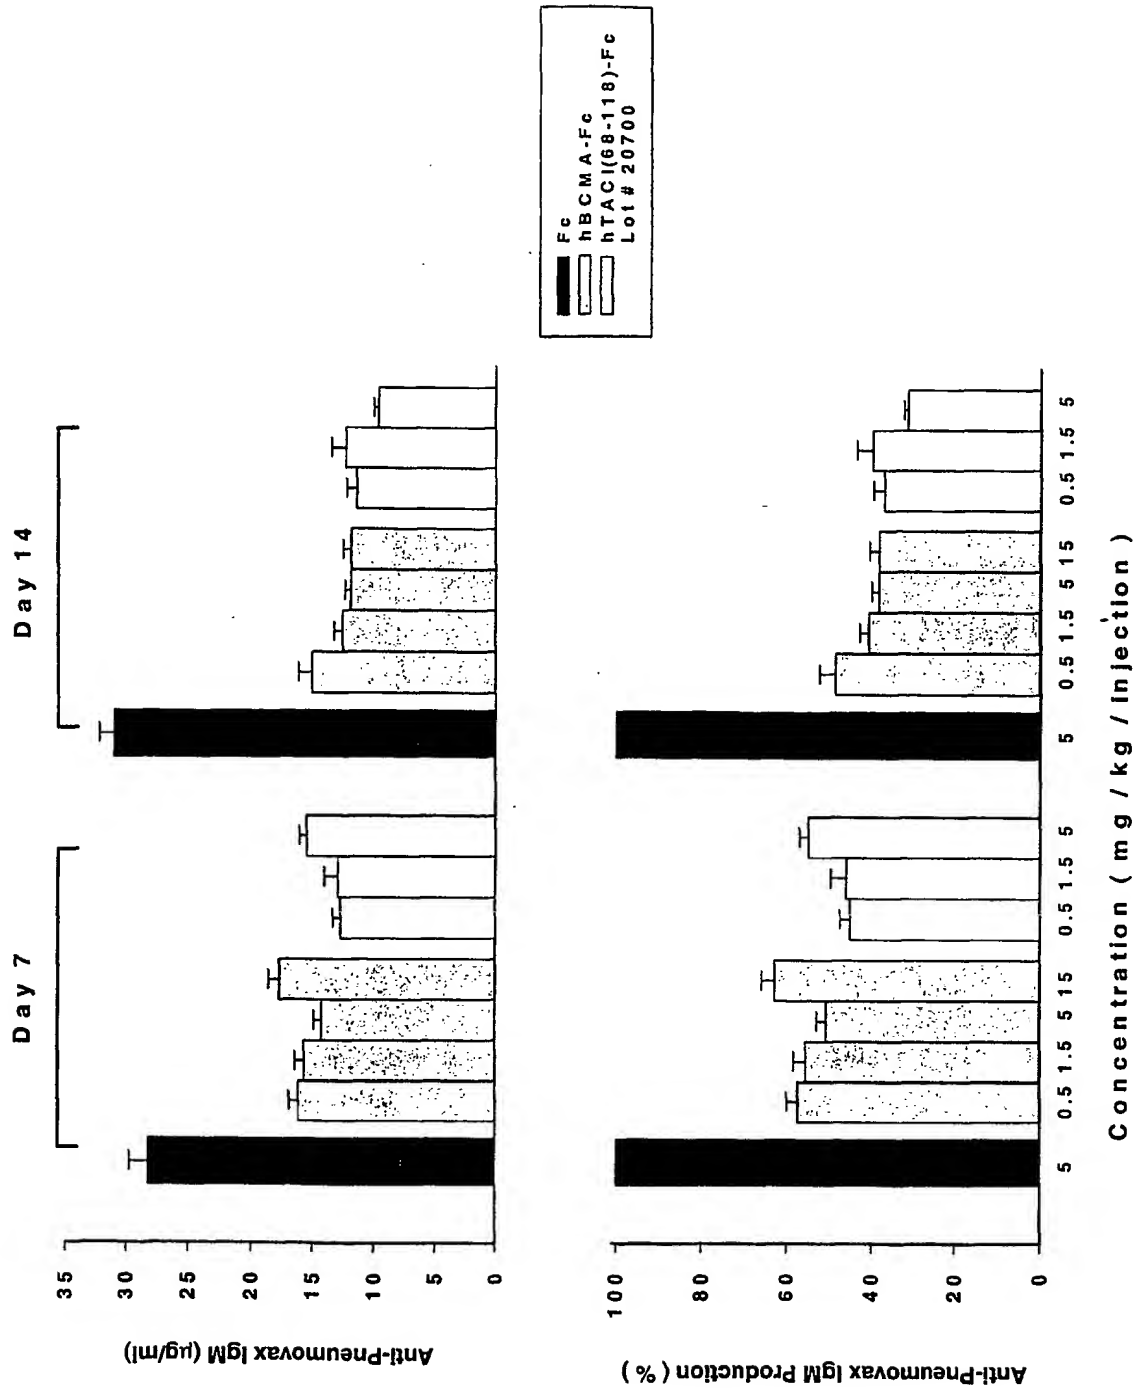 Day 7
Day 14
Anti-Pneumovax IgM (µg/ml)
35
30
25
20
15
10
5
0
Fc
hBCMA-Fc
hTACI(68-118)-Fc
Lot # 20700
Anti-Pneumovax IgM Production ( % )
100
80
60
40
20
0
5 0.5 1.5 5 15 0.5 1.5 5 5 0.5 1.5 5 15 0.5 1.5 5
Concentration ( mg / kg / Injection )